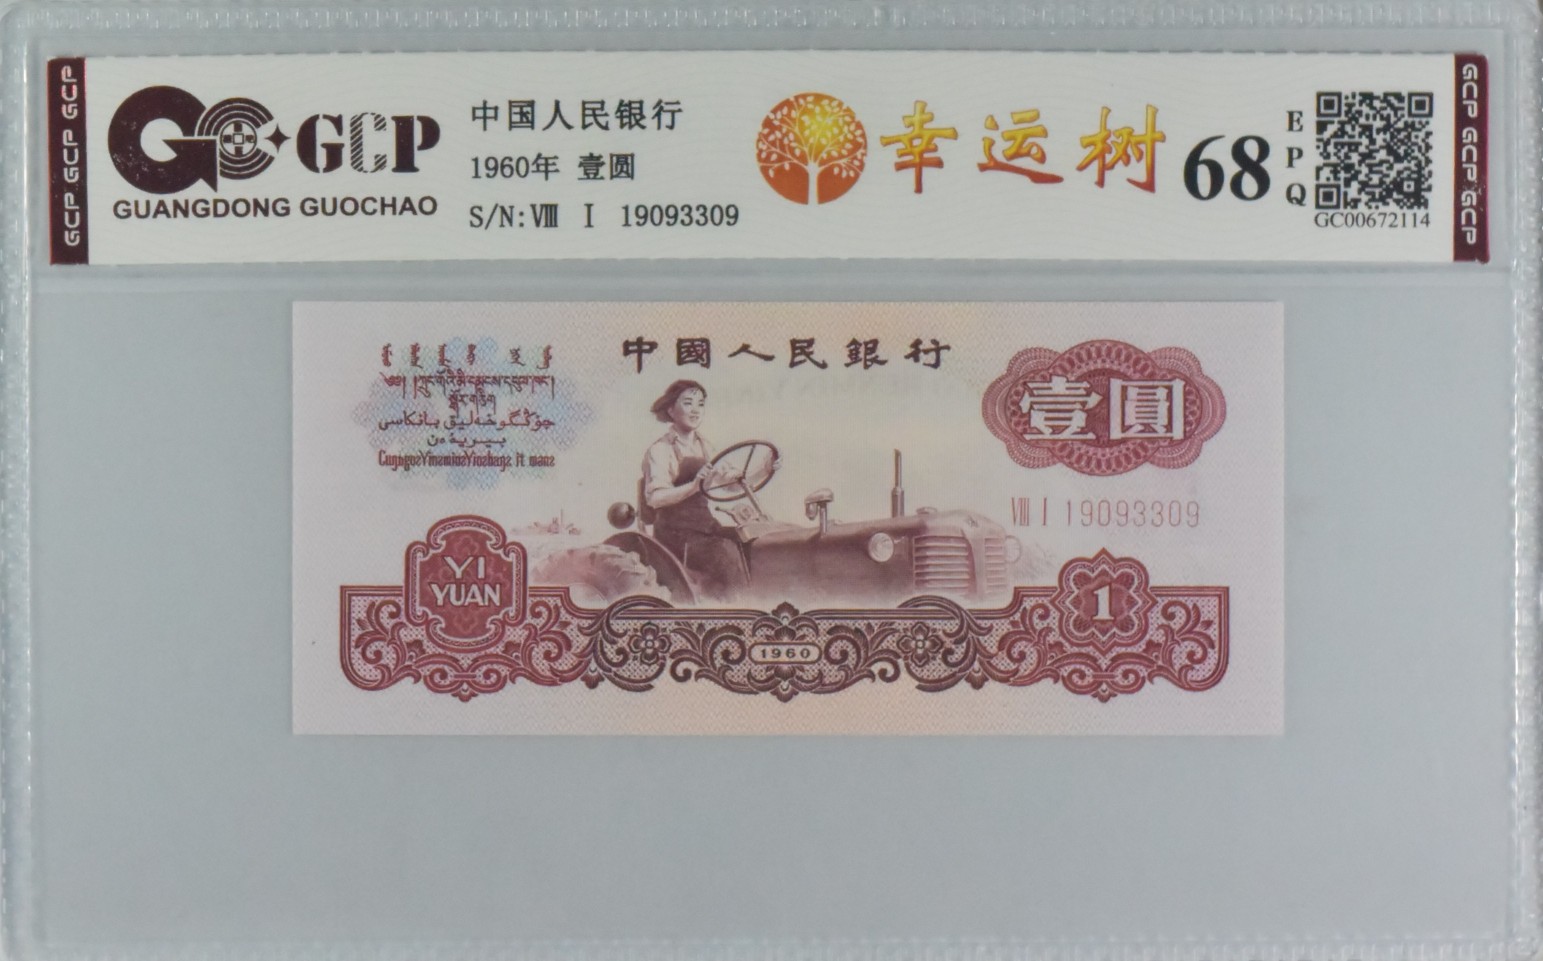 GCP GCP GCP
GCP
GUANGDONG GUOCHAO
中国人民银行
1960年 壹圆
S/N:Ⅷ Ⅰ 19093309
幸运树
68
EPQ
GC00672114
GCP GCP GCP
中國人民銀行
壹圓
Ⅷ Ⅰ 19093309
YI
YUAN
1960
1